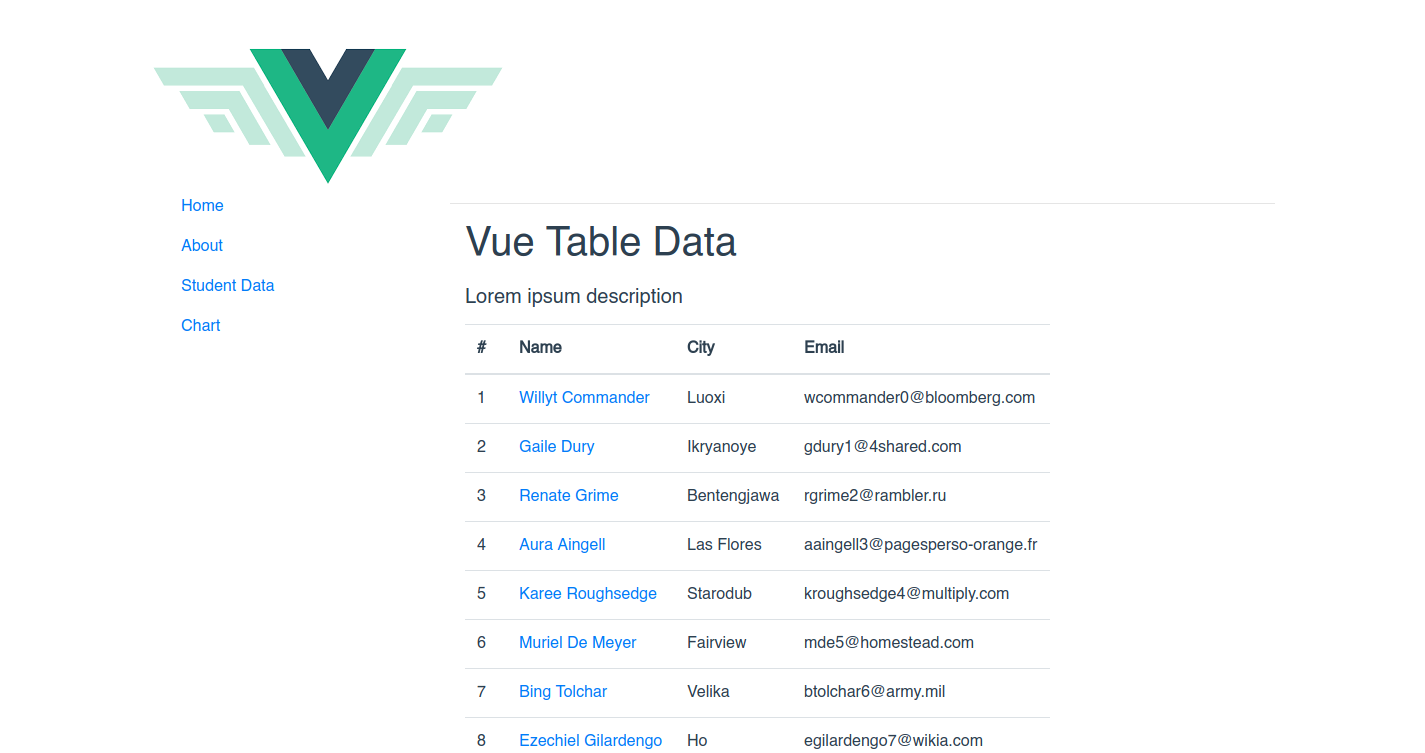 Home
About
Student Data
Chart
Vue Table Data
Lorem ipsum description
# Name City Email
1 Willyt Commander Luoxi wcommander0@bloomberg.com
2 Gaile Dury Ikryanoye gdury1@4shared.com
3 Renate Grime Bentengjawa rgrime2@rambler.ru
4 Aura Aingell Las Flores aaingell3@pagesperso-orange.fr
5 Karee Roughsedge Starodub kroughsedge4@multiply.com
6 Muriel De Meyer Fairview mde5@homestead.com
7 Bing Tolchar Velika btolchar6@army.mil
8 Ezechiel Gilardengo Ho egilardengo7@wikia.com